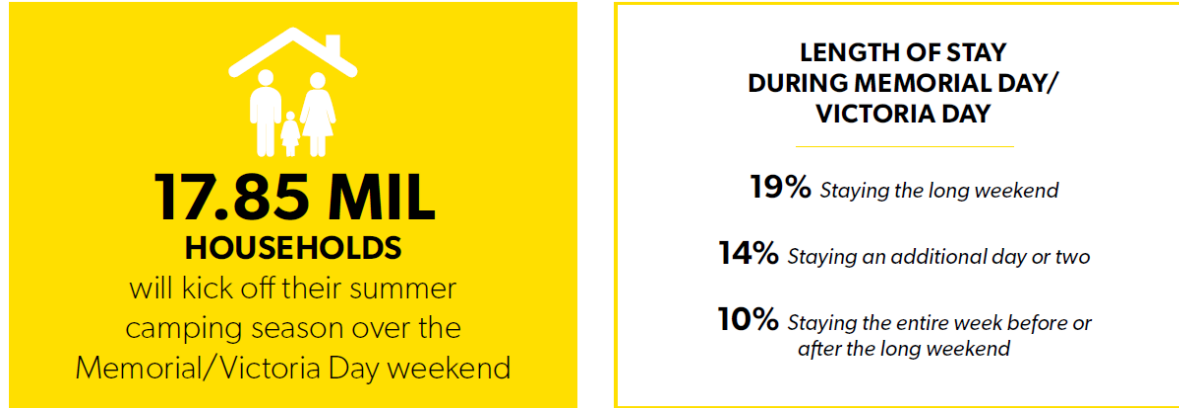 17.85 MIL
HOUSEHOLDS
will kick off their summer
camping season over the
Memorial/Victoria Day weekend
LENGTH OF STAY
DURING MEMORIAL DAY/
VICTORIA DAY
19% Staying the long weekend
14% Staying an additional day or two
10% Staying the entire week before or
after the long weekend